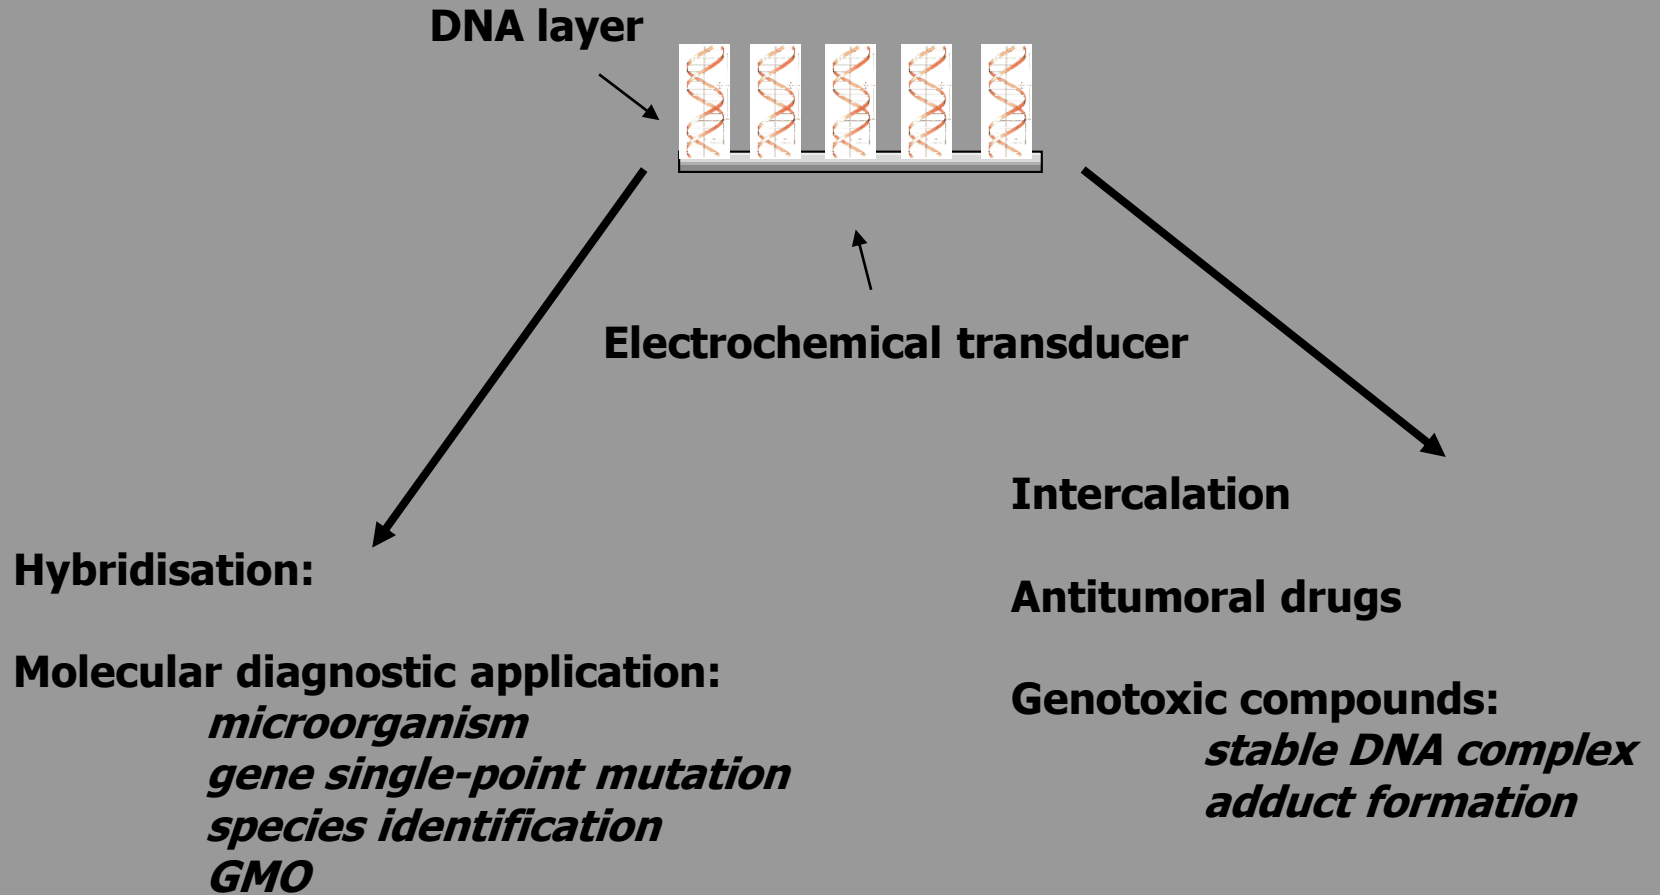 DNA layer
Electrochemical transducer
Hybridisation:
Molecular diagnostic application:
microorganism
gene single-point mutation
species identification
GMO
Intercalation
Antitumoral drugs
Genotoxic compounds:
stable DNA complex
adduct formation